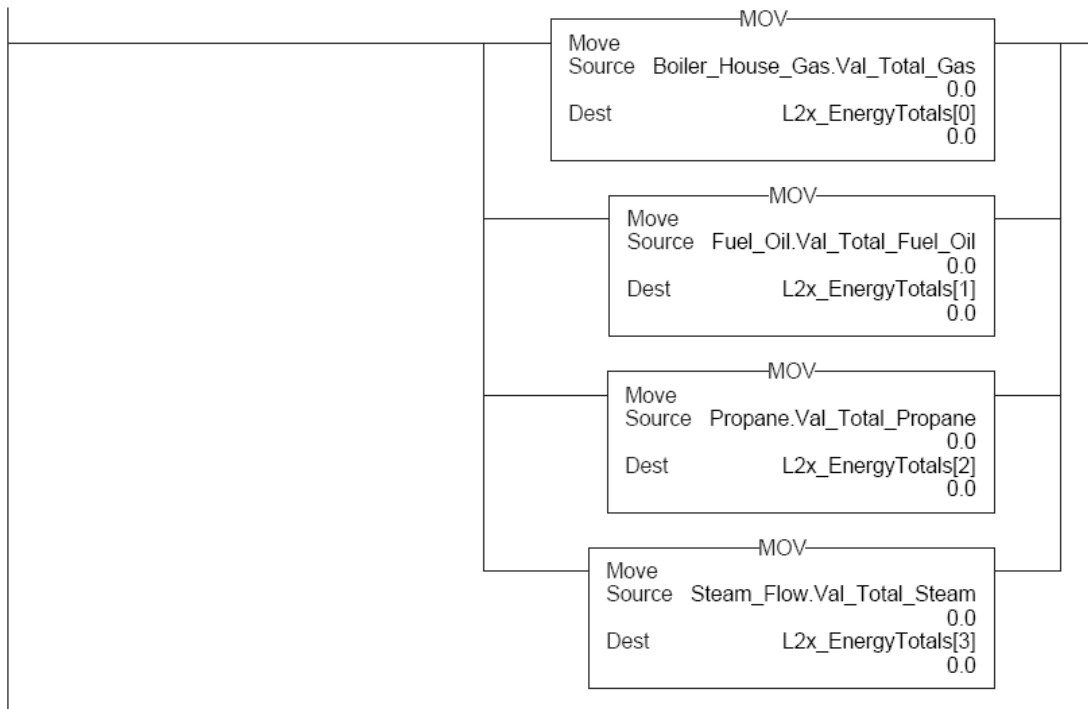 MOV
Move
Source Boiler_House_Gas.Val_Total_Gas
0.0
Dest L2x_EnergyTotals[0]
0.0
MOV
Move
Source Fuel_Oil.Val_Total_Fuel_Oil
0.0
Dest L2x_EnergyTotals[1]
0.0
MOV
Move
Source Propane.Val_Total_Propane
0.0
Dest L2x_EnergyTotals[2]
0.0
MOV
Move
Source Steam_Flow.Val_Total_Steam
0.0
Dest L2x_EnergyTotals[3]
0.0